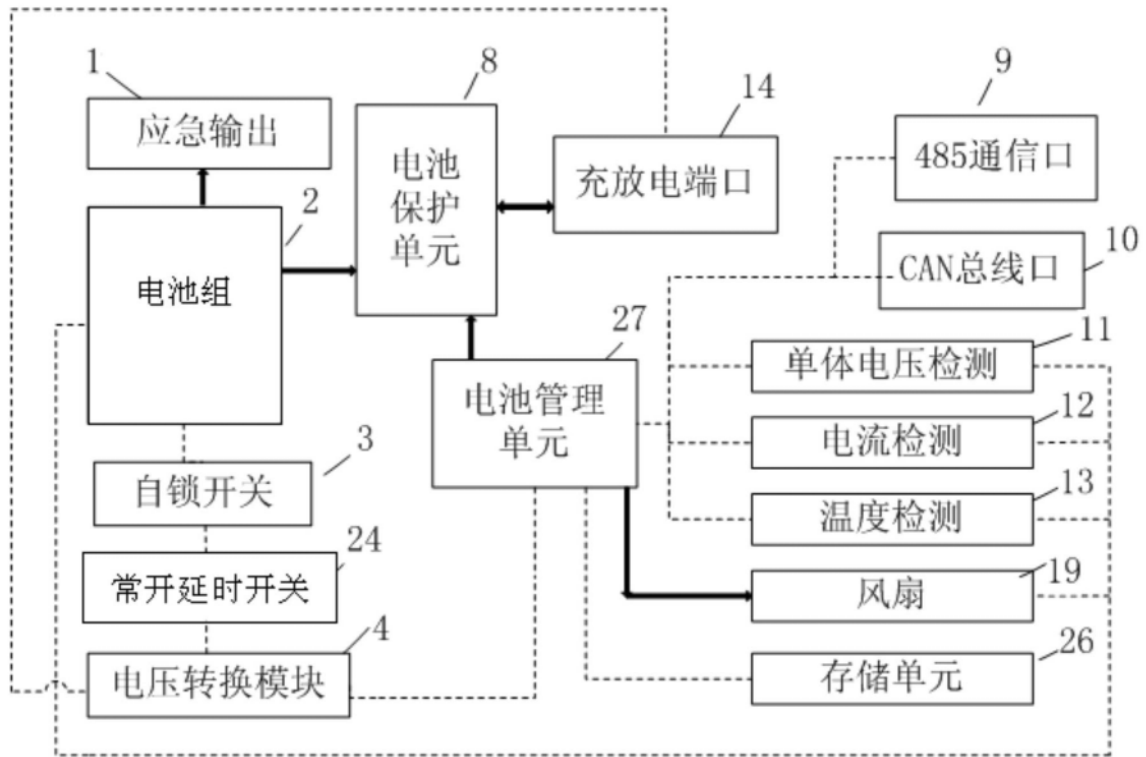 1
8
9
14
应急输出
电池
保护
单元
充放电端口
485通信口
2
10
CAN总线口
电池组
27
11
单体电压检测
电池管理
单元
12
电流检测
3
自锁开关
13
温度检测
24
常开延时开关
19
风扇
4
电压转换模块
26
存储单元